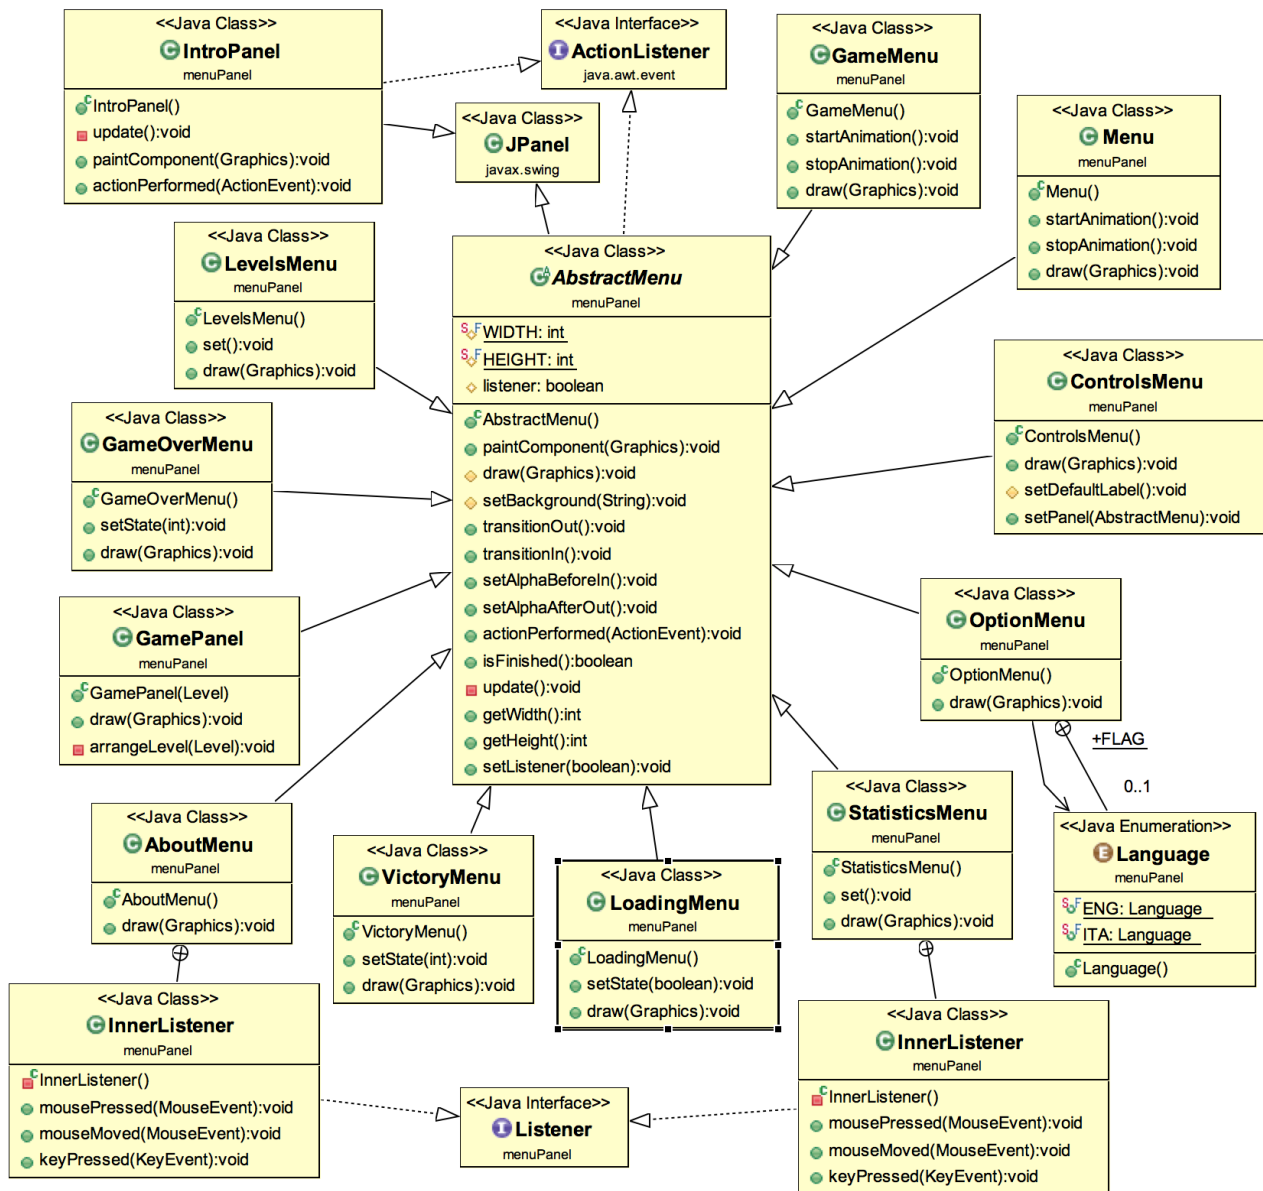 <<Java Class>>
IntroPanel
menuPanel
IntroPanel()
update():void
paintComponent(Graphics):void
actionPerformed(ActionEvent):void
<<Java Interface>>
ActionListener
java.awt.event
<<Java Class>>
JPanel
javax.swing
<<Java Class>>
GameMenu
menuPanel
GameMenu()
startAnimation():void
stopAnimation():void
draw(Graphics):void
<<Java Class>>
Menu
menuPanel
Menu()
startAnimation():void
stopAnimation():void
draw(Graphics):void
<<Java Class>>
LevelsMenu
menuPanel
LevelsMenu()
set():void
draw(Graphics):void
<<Java Class>>
AbstractMenu
menuPanel
WIDTH: int
HEIGHT: int
listener: boolean
AbstractMenu()
paintComponent(Graphics):void
draw(Graphics):void
setBackground(String):void
transitionOut():void
transitionIn():void
setAlphaBeforeIn():void
setAlphaAfterOut():void
actionPerformed(ActionEvent):void
isFinished():boolean
update():void
getWidth():int
getHeight():int
setListener(boolean):void
<<Java Class>>
ControlsMenu
menuPanel
ControlsMenu()
draw(Graphics):void
setDefaultLabel():void
setPanel(AbstractMenu):void
<<Java Class>>
GameOverMenu
menuPanel
GameOverMenu()
setState(int):void
draw(Graphics):void
<<Java Class>>
GamePanel
menuPanel
GamePanel(Level)
draw(Graphics):void
arrangeLevel(Level):void
<<Java Class>>
OptionMenu
menuPanel
OptionMenu()
draw(Graphics):void
+FLAG
0..1
<<Java Class>>
AboutMenu
menuPanel
AboutMenu()
draw(Graphics):void
<<Java Class>>
VictoryMenu
menuPanel
VictoryMenu()
setState(int):void
draw(Graphics):void
<<Java Class>>
LoadingMenu
menuPanel
LoadingMenu()
setState(boolean):void
draw(Graphics):void
<<Java Class>>
StatisticsMenu
menuPanel
StatisticsMenu()
set():void
draw(Graphics):void
<<Java Enumeration>>
Language
menuPanel
ENG: Language
ITA: Language
Language()
<<Java Class>>
InnerListener
menuPanel
InnerListener()
mousePressed(MouseEvent):void
mouseMoved(MouseEvent):void
keyPressed(KeyEvent):void
<<Java Interface>>
Listener
menuPanel
<<Java Class>>
InnerListener
menuPanel
InnerListener()
mousePressed(MouseEvent):void
mouseMoved(MouseEvent):void
keyPressed(KeyEvent):void